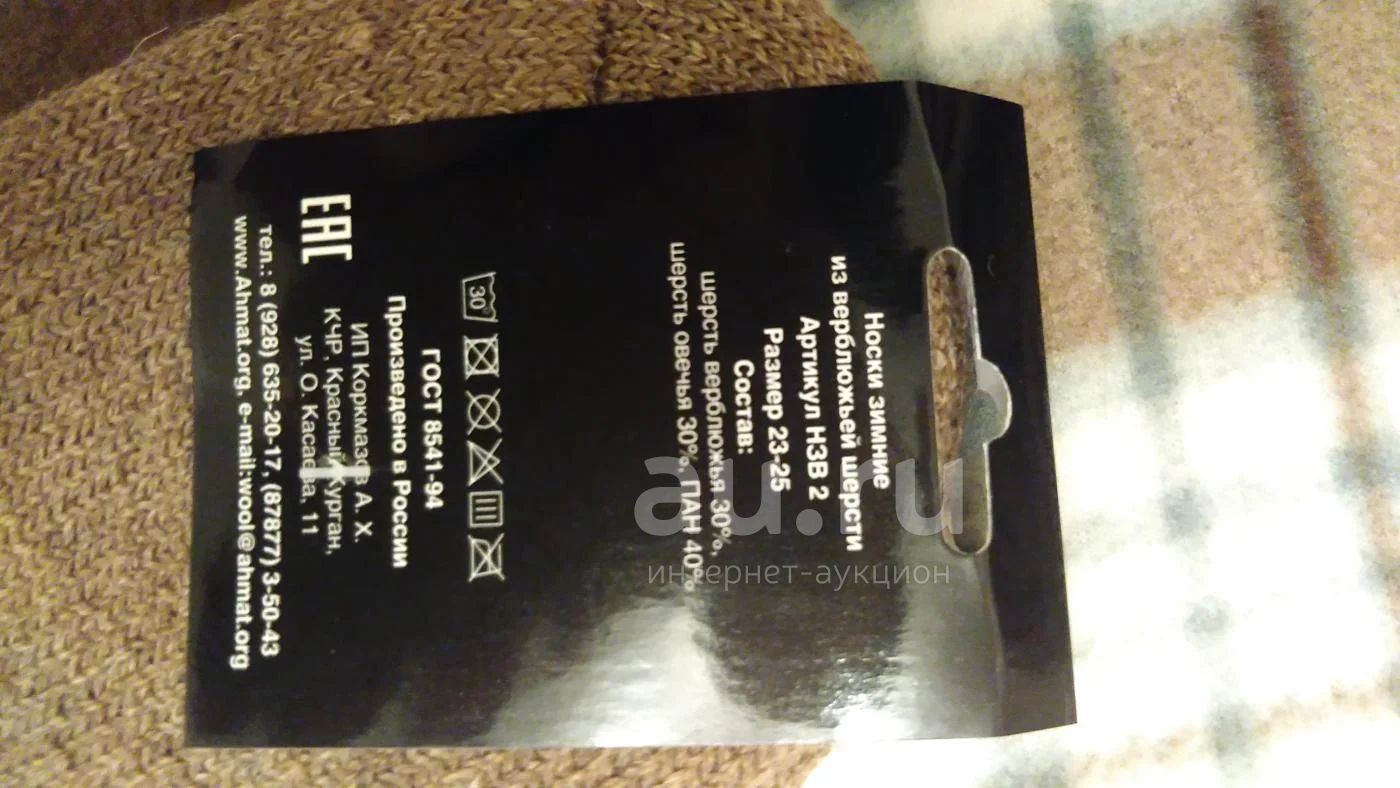 Носки зимние
из верблюжьей шерсти
Артикул НЗВ 2
Размер 23-25
Состав:
шерсть верблюжья 30%,
шерсть овечья 30%, ПАН 40%
30°
ГОСТ 8541-94
Произведено в России
ИП Коркмазов А. Х.
КЧР, Красный Курган,
ул. О. Касаева, 11
EAC
тел.: 8 (928) 635-20-17, (87877) 3-50-43
www.Ahmat.org, e-mail:wool@ahmat.org
au.ru
интернет-аукцион